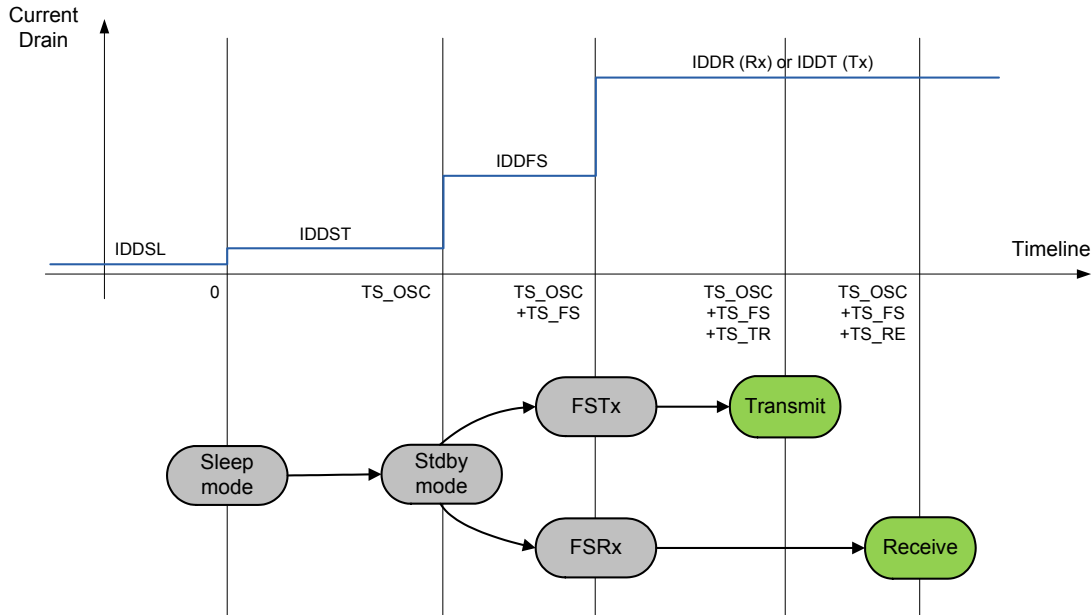 Current
Drain
IDDR (Rx) or IDDT (Tx)
IDDFS
IDDST
IDDSL
Timeline
0
TS_OSC
TS_OSC
+TS_FS
TS_OSC
+TS_FS
+TS_TR
TS_OSC
+TS_FS
+TS_RE
FSTx
Transmit
Sleep
mode
Stdby
mode
FSRx
Receive